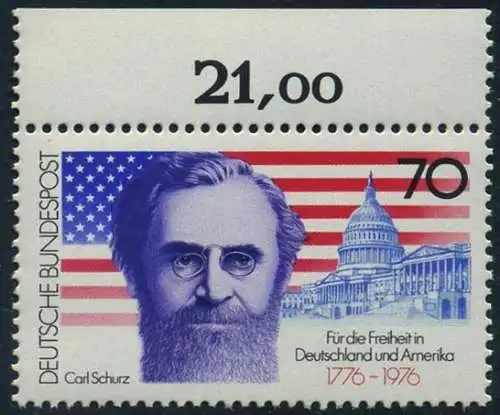 21,00
DEUTSCHE BUNDESPOST
70
Für die Freiheit in
Deutschland und Amerika
1776–1976
Carl Schurz